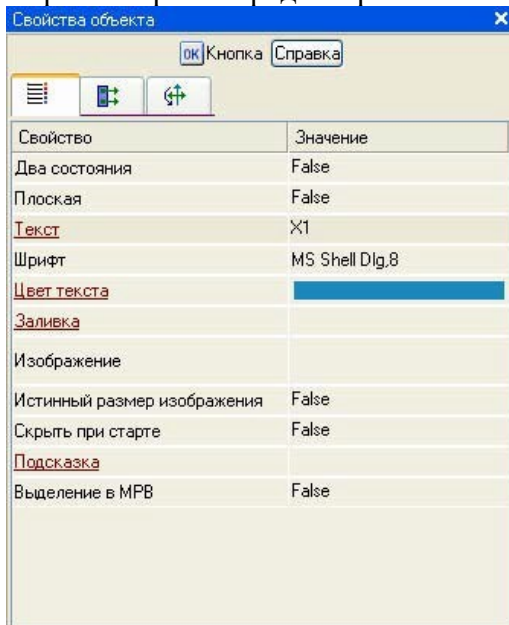 Свойства объекта
ок Кнопка Справка
Свойство Значение
Два состояния False
Плоская False
Текст X1
Шрифт MS Shell Dlg,8
Цвет текста
Заливка
Изображение
Истинный размер изображения False
Скрыть при старте False
Подсказка
Выделение в МРВ False